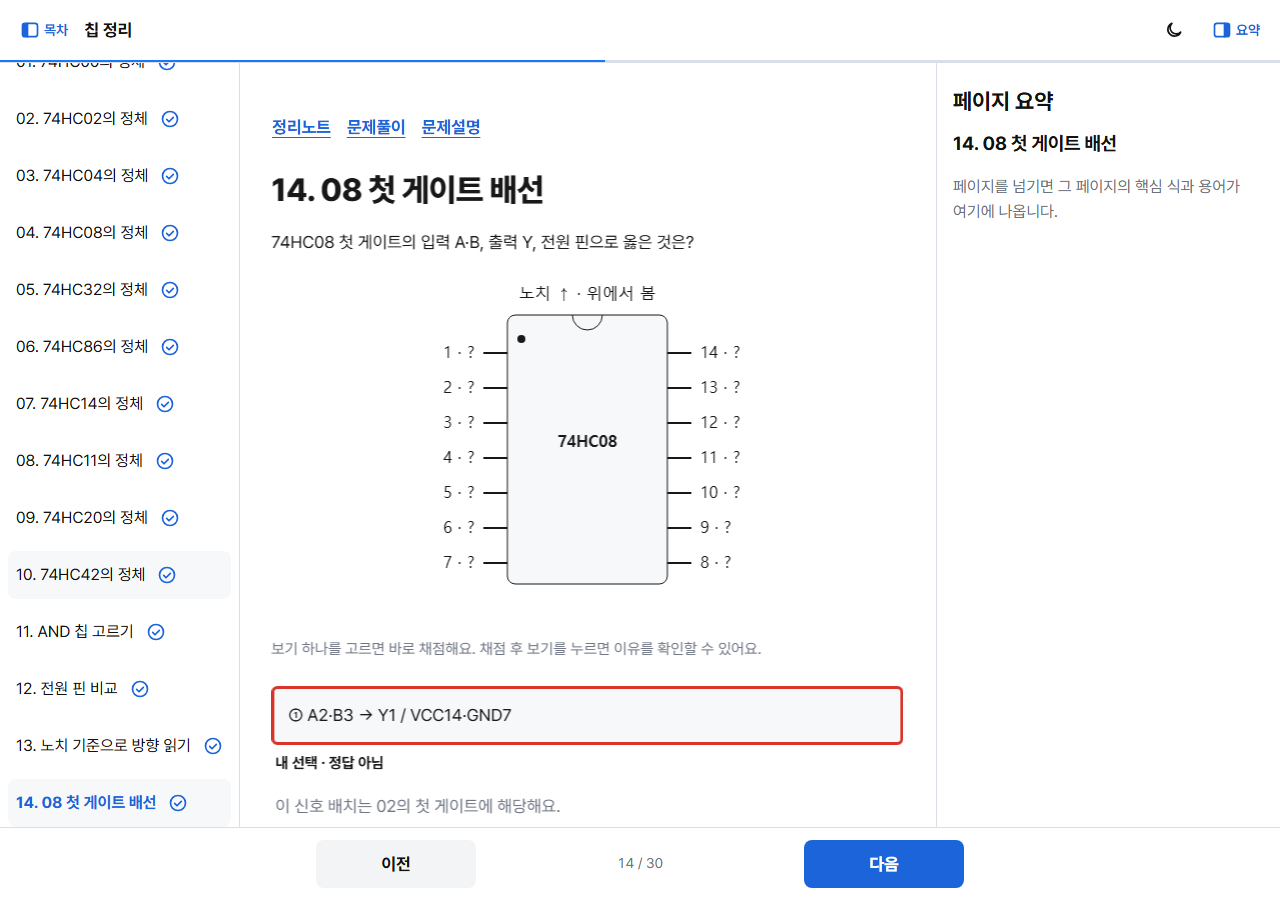 목차 칩 정리
요약
01. 74HC00의 정체
02. 74HC02의 정체
03. 74HC04의 정체
04. 74HC08의 정체
05. 74HC32의 정체
06. 74HC86의 정체
07. 74HC14의 정체
08. 74HC11의 정체
09. 74HC20의 정체
10. 74HC42의 정체
11. AND 칩 고르기
12. 전원 핀 비교
13. 노치 기준으로 방향 읽기
14. 08 첫 게이트 배선
정리노트 문제풀이 문제설명
14. 08 첫 게이트 배선
74HC08 첫 게이트의 입력 A·B, 출력 Y, 전원 핀으로 옳은 것은?
노치 ↑ · 위에서 봄
1 · ? 14 · ?
2 · ? 13 · ?
3 · ? 12 · ?
74HC08
4 · ? 11 · ?
5 · ? 10 · ?
6 · ? 9 · ?
7 · ? 8 · ?
보기 하나를 고르면 바로 채점해요. 채점 후 보기를 누르면 이유를 확인할 수 있어요.
① A2·B3 → Y1 / VCC14·GND7
내 선택 · 정답 아님
이 신호 배치는 02의 첫 게이트에 해당해요.
페이지 요약
14. 08 첫 게이트 배선
페이지를 넘기면 그 페이지의 핵심 식과 용어가
여기에 나옵니다.
이전 14 / 30 다음